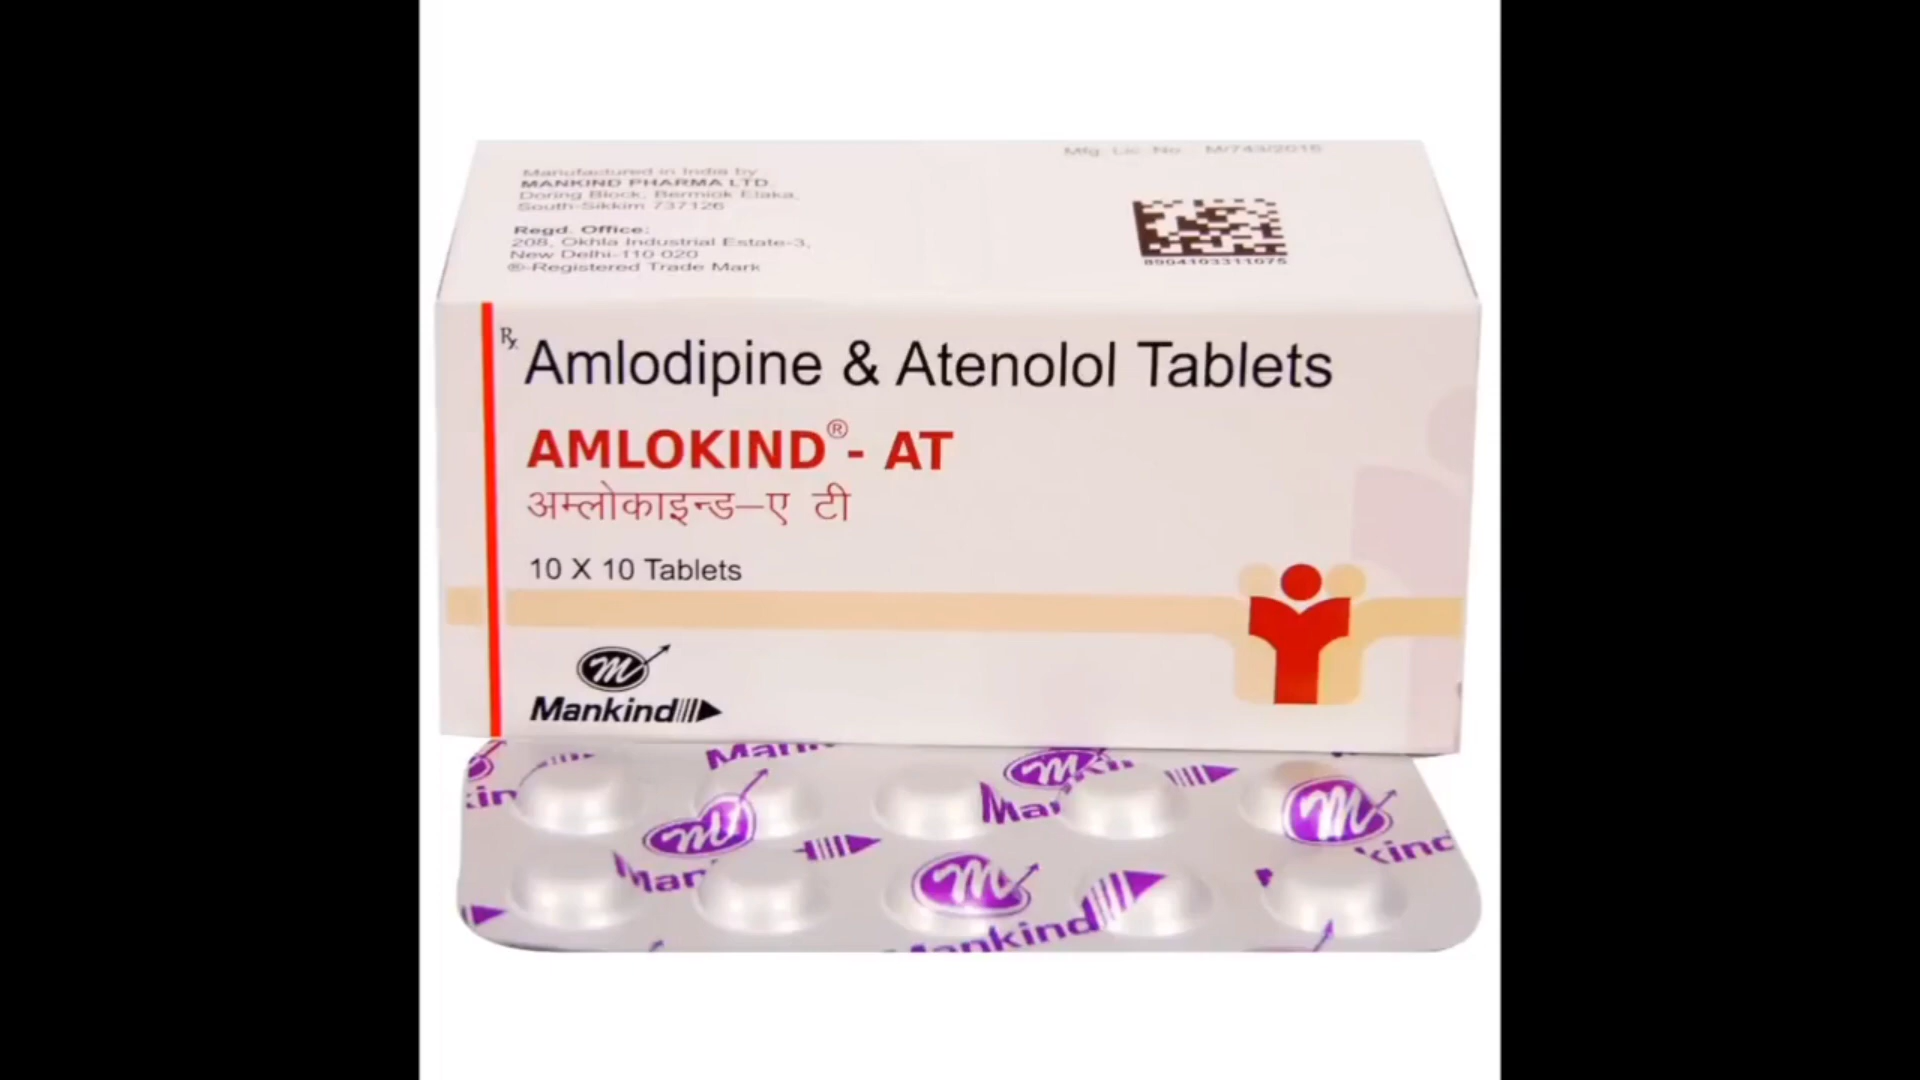 Mfg. Lic. No.: M/743/2016
Manufactured in India by
MANKIND PHARMA LTD.
Doring Block, Bermiok Elaka,
South-Sikkim 737126
Regd. Office:
208, Okhla Industrial Estate-3,
New Delhi-110 020
®-Registered Trade Mark
8904103311075
Rx
Amlodipine & Atenolol Tablets
AMLOKIND®- AT
अम्लोकाइन्ड–ए टी
10 X 10 Tablets
m
Mankind
Mankind
Mankind
Mankind